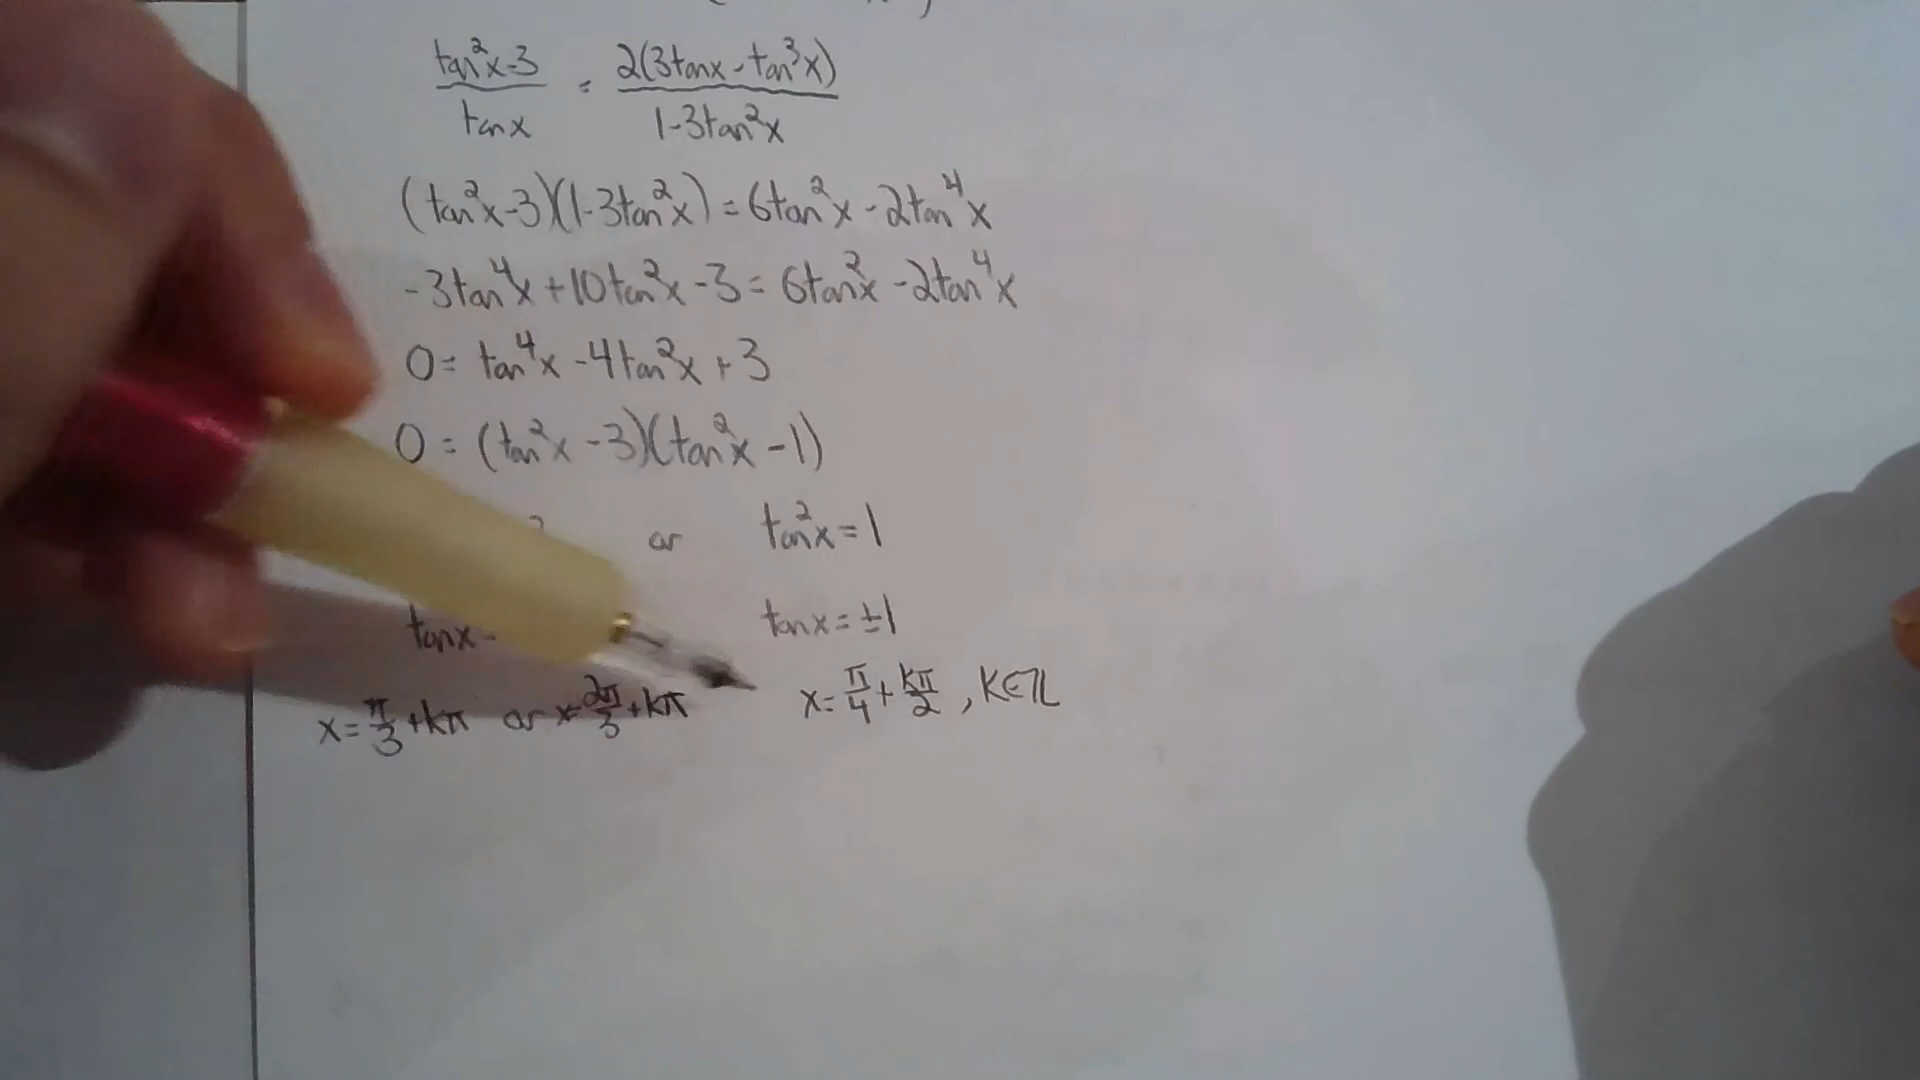 tan²x-3 / tanx = 2(3tanx - tan³x) / 1-3tan²x
(tan²x-3)(1-3tan²x) = 6tan²x - 2tan⁴x
-3tan⁴x + 10tan²x - 3 = 6tan²x - 2tan⁴x
0 = tan⁴x - 4tan²x + 3
0 = (tan²x - 3)(tan²x - 1)
or tan²x = 1
tanx tanx = ±1
x = π/3 + kπ or x = 2π/3 + kπ x = π/4 + kπ/2 , k∈ℤ